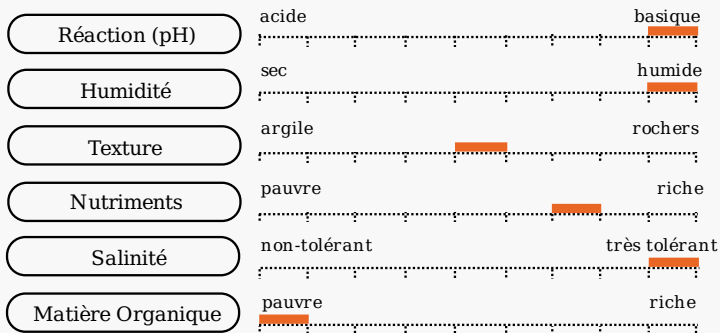 acide basique
Réaction (pH)
sec humide
Humidité
argile rochers
Texture
pauvre riche
Nutriments
non-tolérant très tolérant
Salinité
pauvre riche
Matière Organique